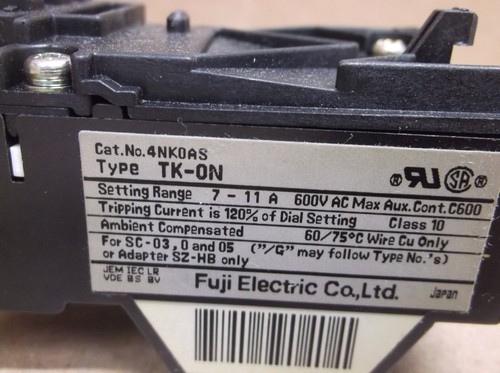 Cat.No.4NK0AS
Type TK-0N
Setting Range 7 - 11 A 600V AC Max Aux.Cont.C600
Tripping Current is 120% of Dial Setting Class 10
Ambient Compensated 60/75°C Wire Cu Only
For SC-03,0 and 05 ("/G" may follow Type No.'s)
or Adapter SZ-HB only
JEM IEC LR
VDE BS BV
Fuji Electric Co.,Ltd. Japan